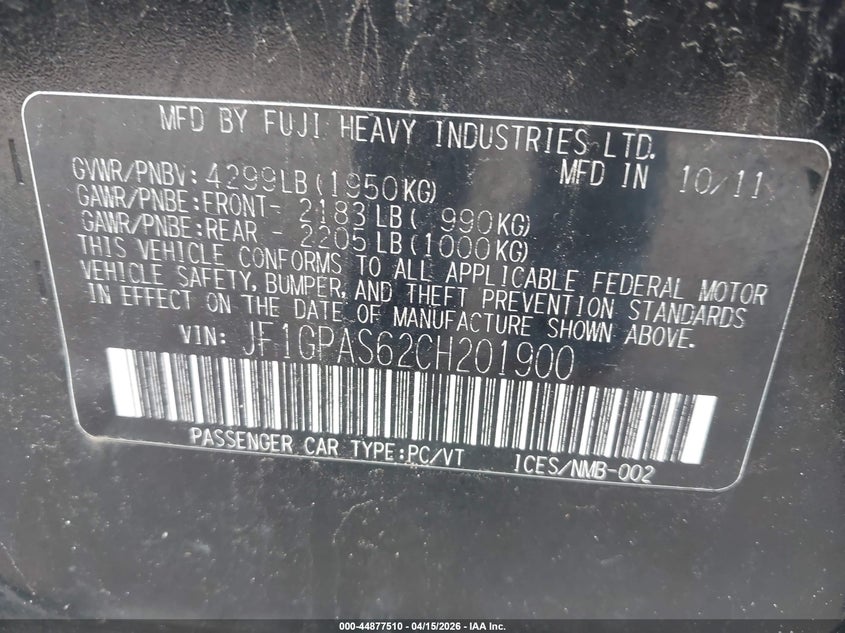 MFD BY FUJI HEAVY INDUSTRIES LTD.
GVWR/PNBV: 4299LB(1950KG) MFD IN 10/11
GAWR/PNBE:FRONT- 2183LB( 990KG)
GAWR/PNBE:REAR - 2205LB(1000KG)
THIS VEHICLE CONFORMS TO ALL APPLICABLE FEDERAL MOTOR
VEHICLE SAFETY, BUMPER, AND THEFT PREVENTION STANDARDS
IN EFFECT ON THE DATE OF MANUFACTURE SHOWN ABOVE.
VIN: JF1GPAS62CH201900
PASSENGER CAR TYPE:PC/VT ICES/NMB-002
000-44877510 - 04/15/2026 - IAA Inc.